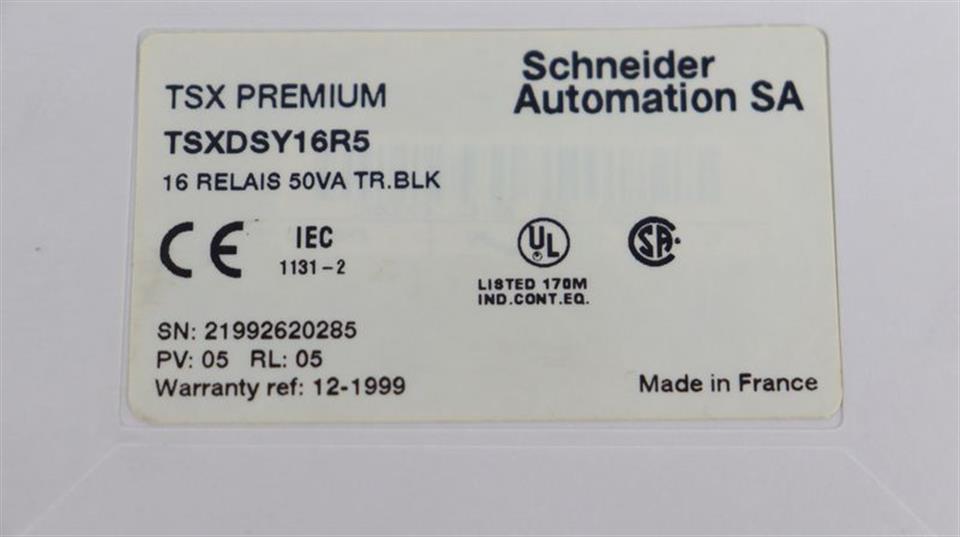 TSX PREMIUM
Schneider
Automation SA
TSXDSY16R5
16 RELAIS 50VA TR.BLK
CE
IEC
1131-2
UL
SA
LISTED 170M
IND.CONT.EQ.
SN: 21992620285
PV: 05 RL: 05
Warranty ref: 12-1999
Made in France